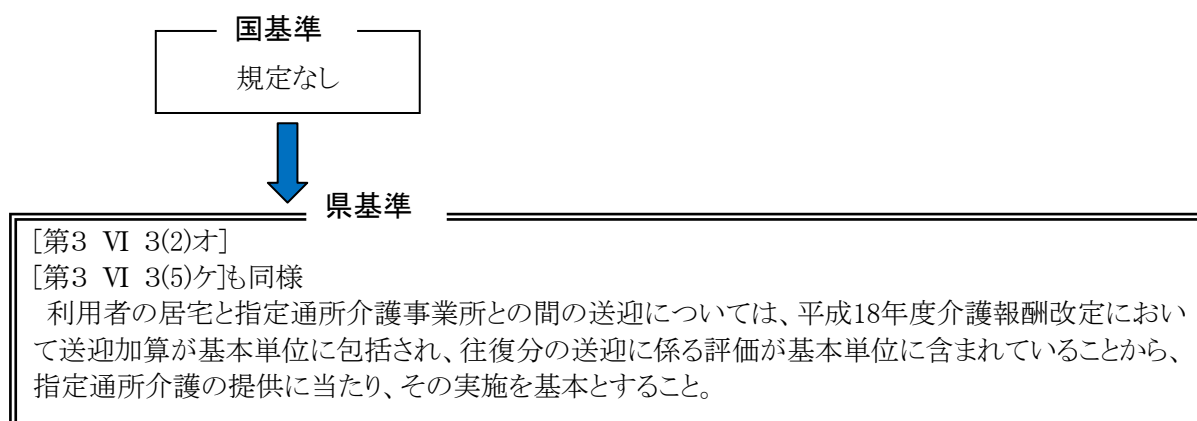 国基準
規定なし
県基準
[第3 Ⅵ 3(2)オ]
[第3 Ⅵ 3(5)ケ]も同様
利用者の居宅と指定通所介護事業所との間の送迎については、平成18年度介護報酬改定におい
て送迎加算が基本単位に包括され、往復分の送迎に係る評価が基本単位に含まれていることから、
指定通所介護の提供に当たり、その実施を基本とすること。